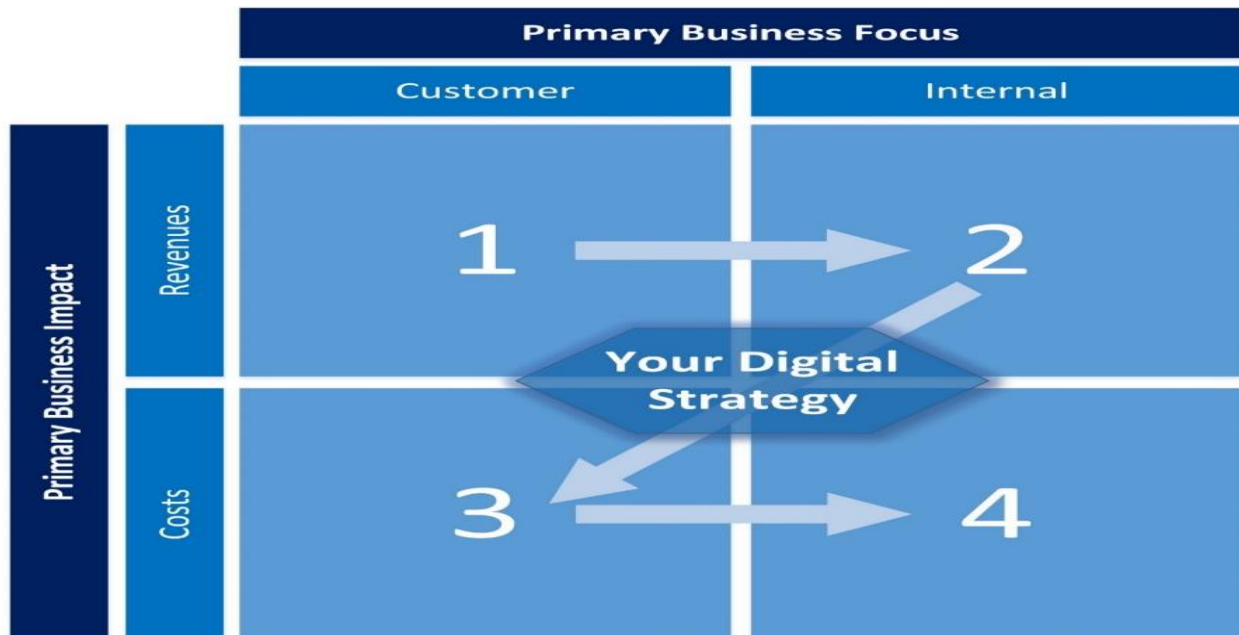 Primary Business Focus
Customer
Internal
Primary Business Impact
Revenues
1
2
Your Digital
Strategy
Costs
3
4